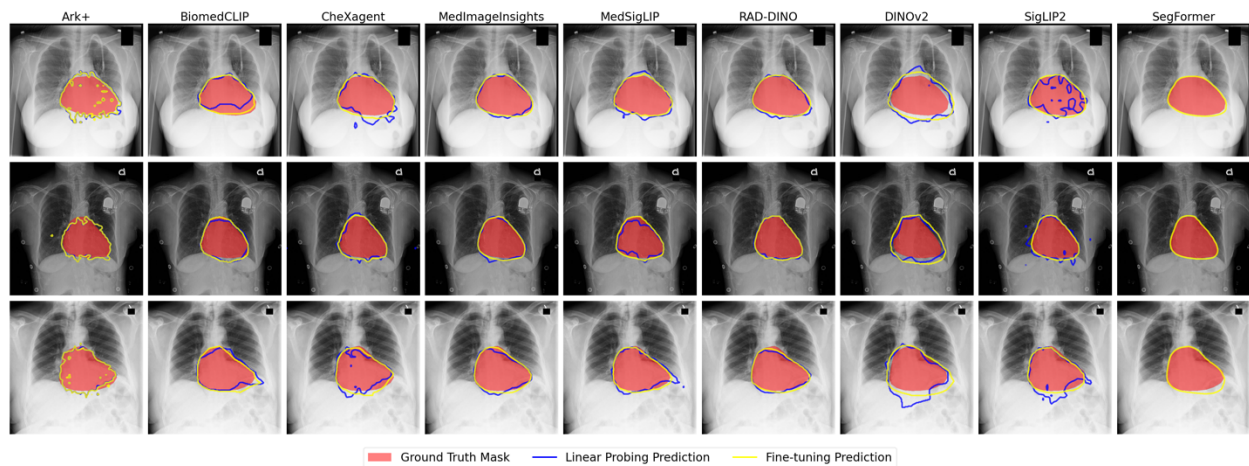 Ark+ BiomedCLIP CheXagent MedImageInsights MedSigLIP RAD-DINO DINOv2 SigLIP2 SegFormer
Ground Truth Mask Linear Probing Prediction Fine-tuning Prediction